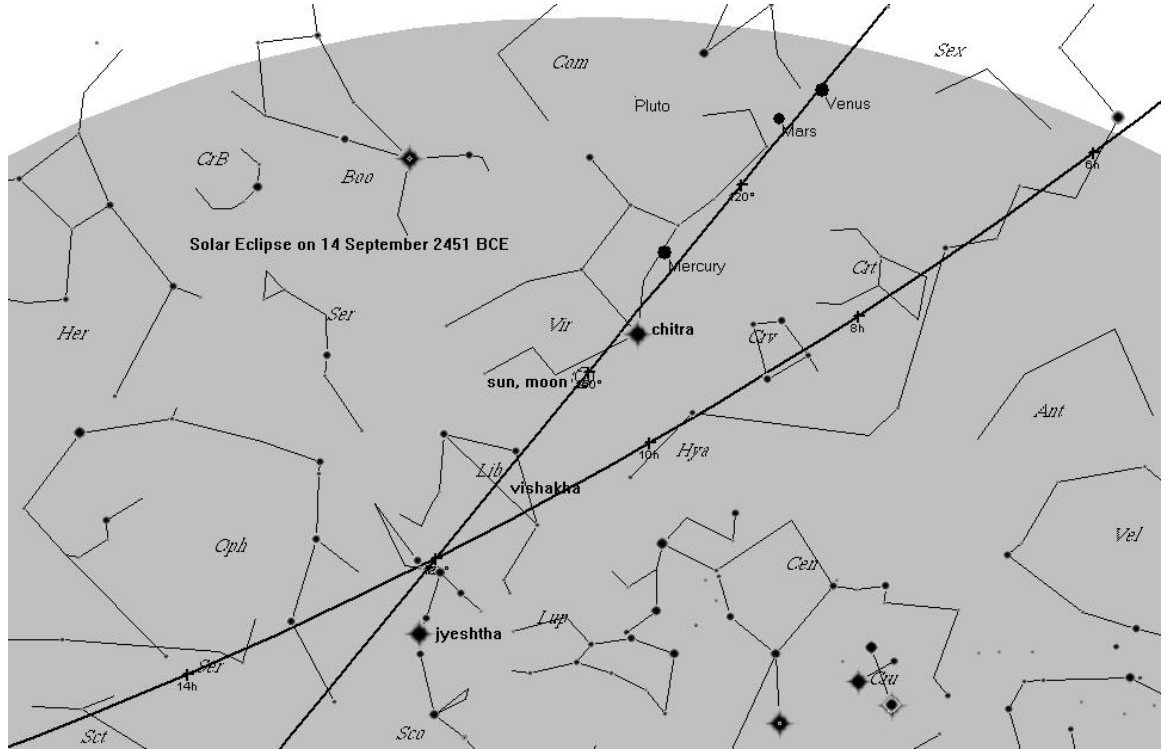 Com
Sex
Venus
Pluto
Mars
CrB
Boo
6h
120°
Solar Eclipse on 14 September 2451 BCE
Mercury
Crt
Ser
Her
Vir
chitra
Crv
8h
sun, moon
150°
Ant
Lib
10h
Hya
vishakha
Oph
Cen
Vel
jyeshtha
Lup
Ser
14h
Cru
Sct
Sco